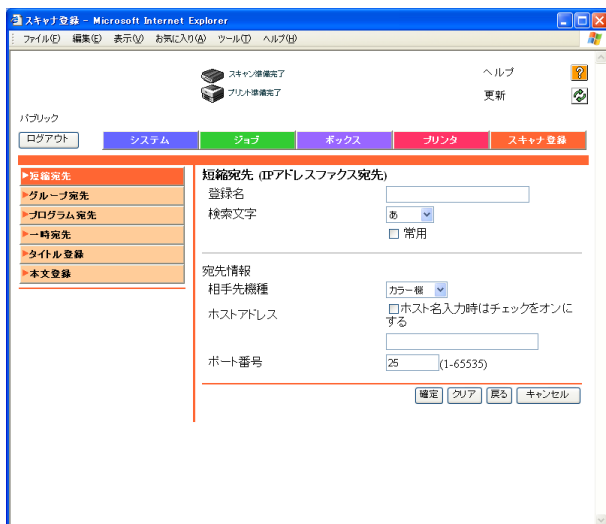 スキャナ登録 - Microsoft Internet Explorer
ファイル(F) 編集(E) 表示(V) お気に入り(A) ツール(T) ヘルプ(H)
スキャン準備完了
ヘルプ
プリント準備完了
更新
パブリック
ログアウト システム ジョブ ボックス プリンタ スキャナ登録
短縮宛先
グループ宛先
プログラム宛先
一時宛先
タイトル登録
本文登録
短縮宛先 (IPアドレスファクス宛先)
登録名
検索文字 あ
常用
宛先情報
相手先機種 カラー機
ホストアドレス ホスト名入力時はチェックをオンに
する
ポート番号 25 (1-65535)
確定 クリア 戻る キャンセル